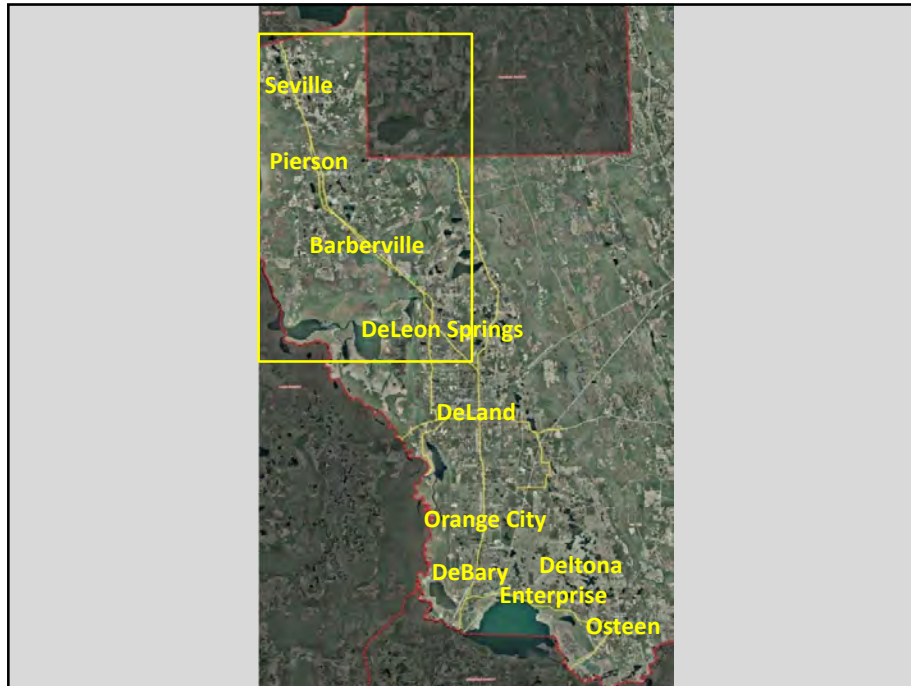 Seville
Pierson
Barberville
DeLeon Springs
DeLand
Orange City
Deltona
DeBary
Enterprise
Osteen